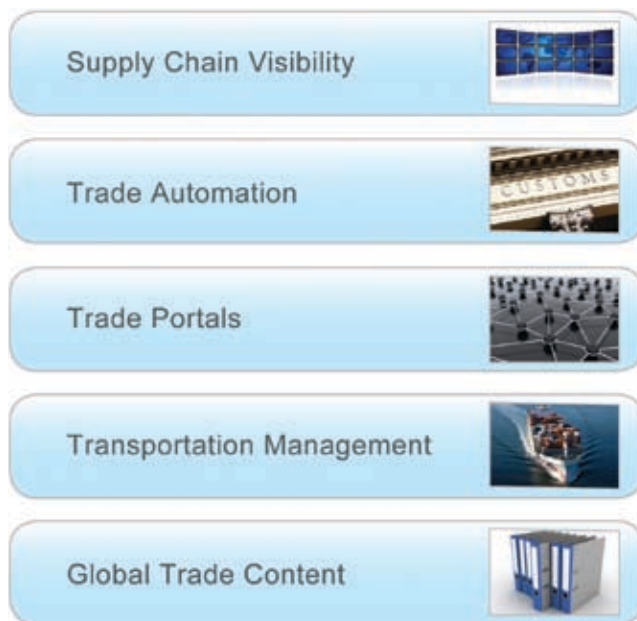 Supply Chain Visibility
Trade Automation
CUSTOMS
Trade Portals
Transportation Management
Global Trade Content